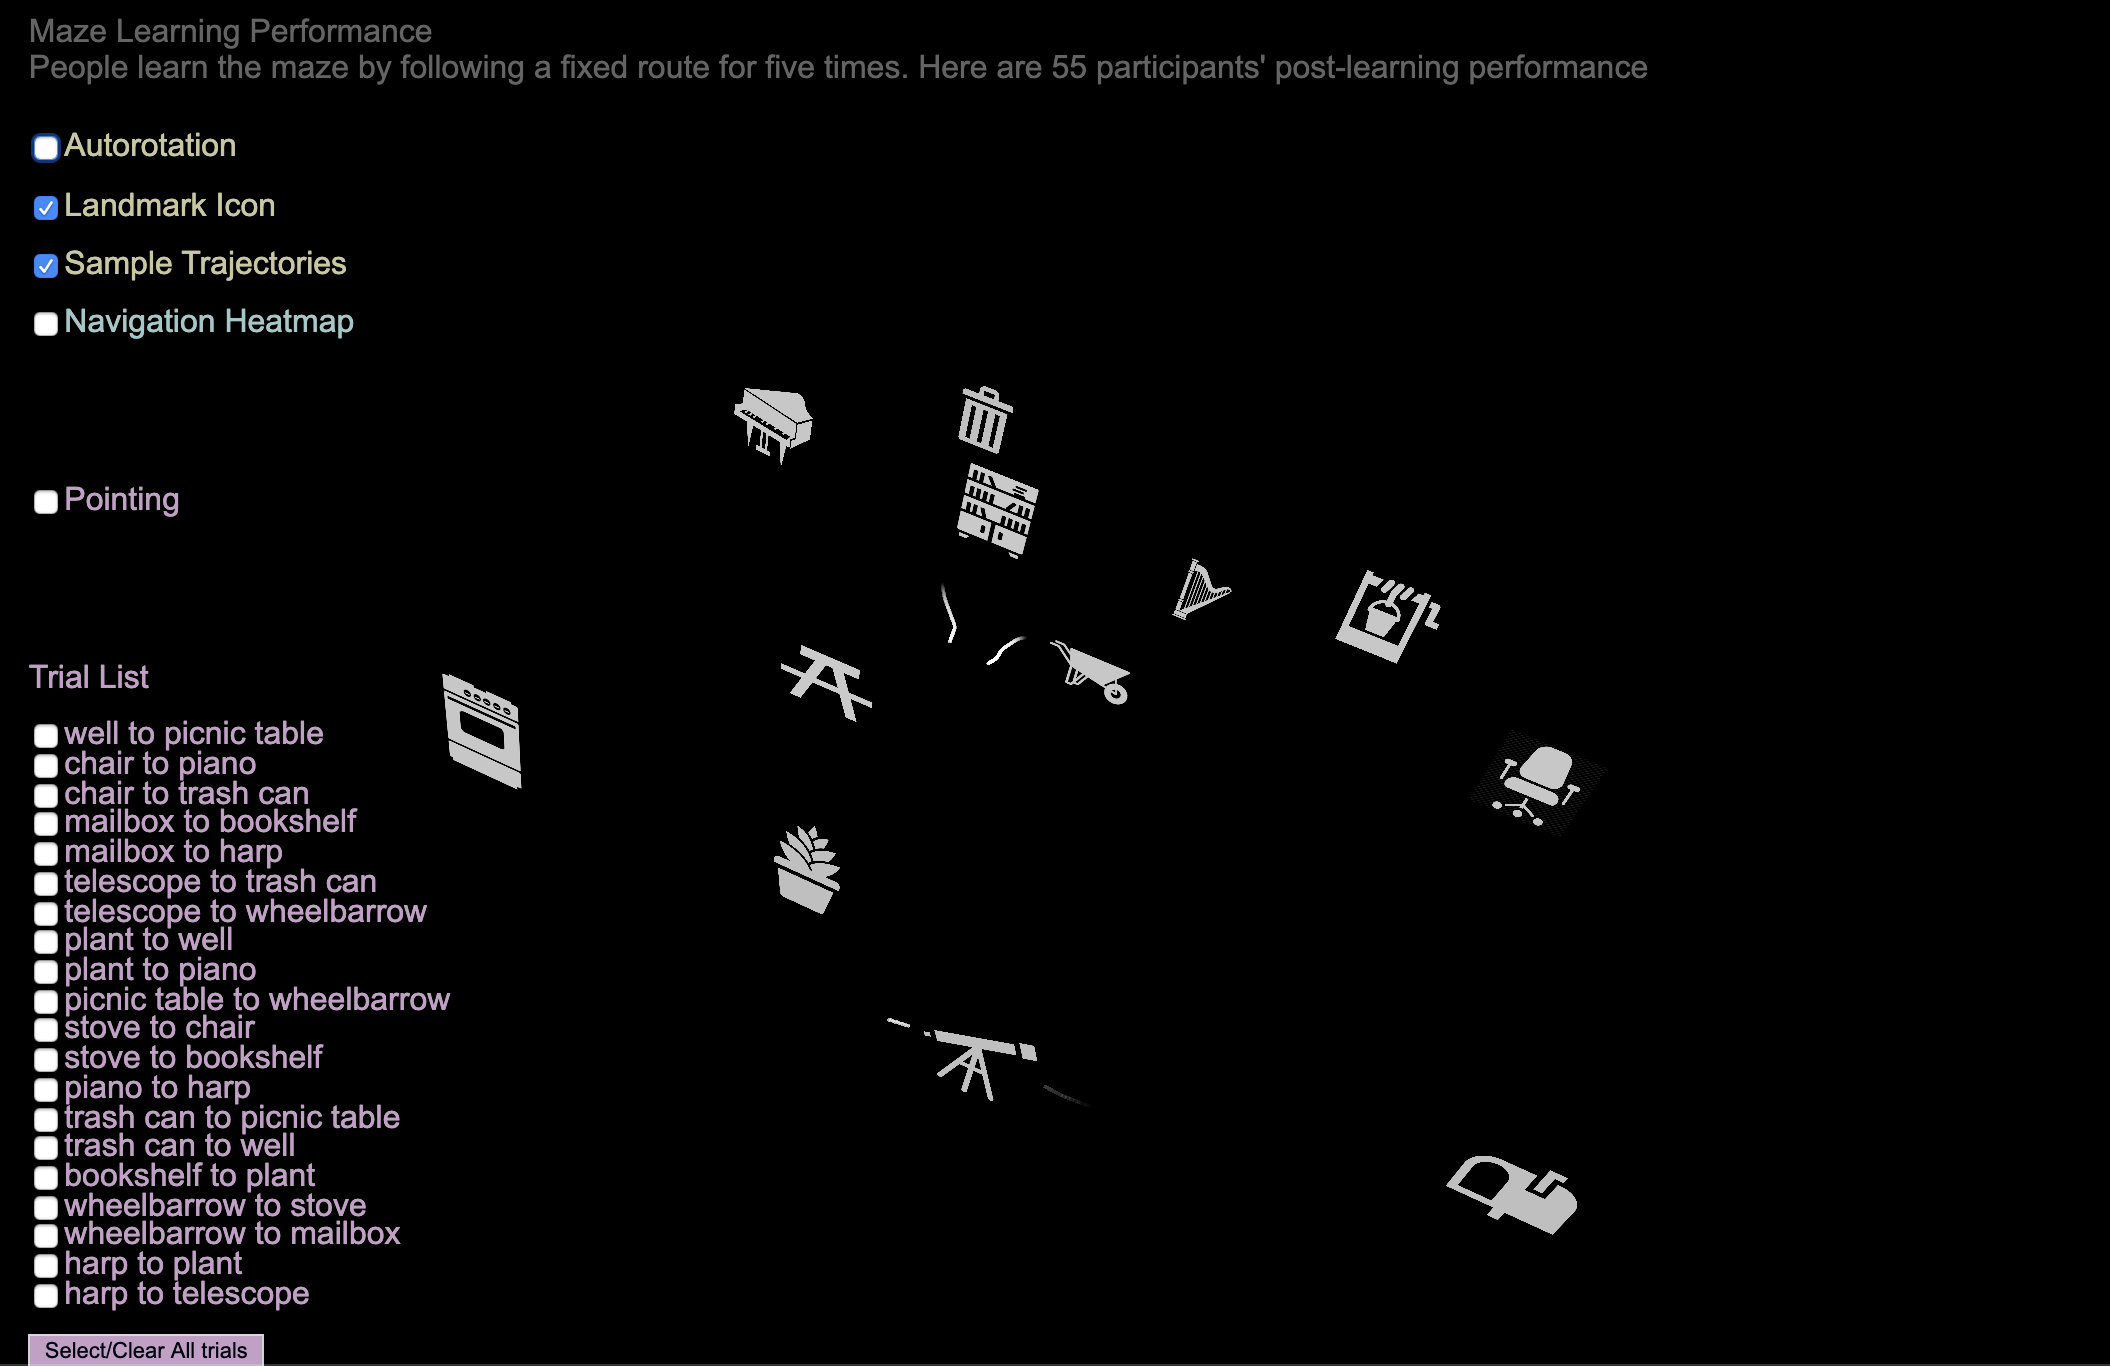 Maze Learning Performance
People learn the maze by following a fixed route for five times. Here are 55 participants' post-learning performance
Autorotation
Landmark Icon
Sample Trajectories
Navigation Heatmap
Pointing
Trial List
well to picnic table
chair to piano
chair to trash can
mailbox to bookshelf
mailbox to harp
telescope to trash can
telescope to wheelbarrow
plant to well
plant to piano
picnic table to wheelbarrow
stove to chair
stove to bookshelf
piano to harp
trash can to picnic table
trash can to well
bookshelf to plant
wheelbarrow to stove
wheelbarrow to mailbox
harp to plant
harp to telescope
Select/Clear All trials